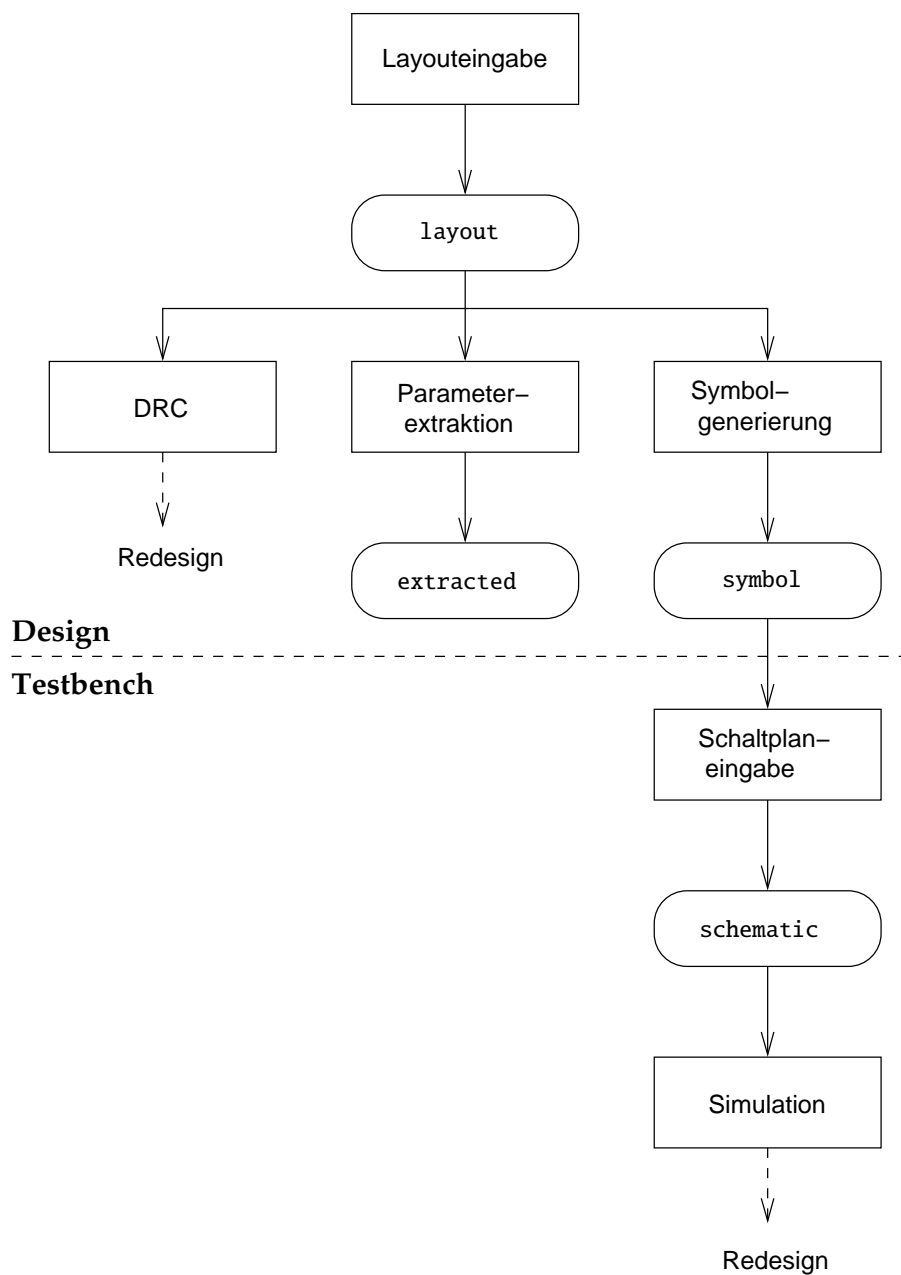 Layouteingabe
layout
DRC
Parameter−
extraktion
Symbol−
generierung
Redesign
extracted
symbol
Design
Testbench
Schaltplan−
eingabe
schematic
Simulation
Redesign